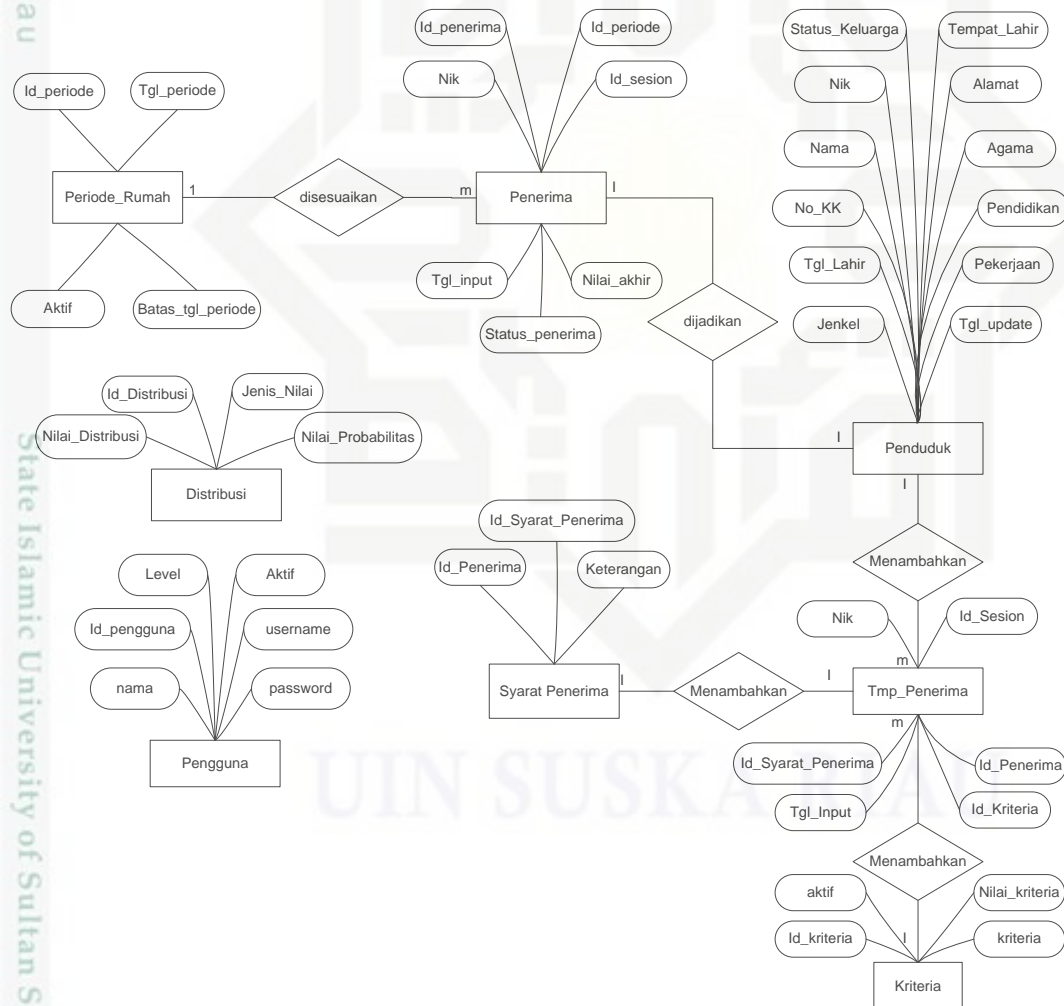 au
Id_penerima
Id_periode
Nik
Id_sesion
Id_periode
Tgl_periode
Periode_Rumah
1
disesuaikan
m
Penerima
I
Aktif
Batas_tgl_periode
Tgl_input
Nilai_akhir
Status_penerima
dijadikan
Status_Keluarga
Tempat_Lahir
Nik
Alamat
Nama
Agama
No_KK
Pendidikan
Tgl_Lahir
Pekerjaan
Jenkel
Tgl_update
I
Penduduk
I
Id_Distribusi
Jenis_Nilai
Nilai_Distribusi
Nilai_Probabilitas
Distribusi
Level
Aktif
Id_pengguna
username
nama
password
Pengguna
Id_Syarat_Penerima
Id_Penerima
Keterangan
Syarat Penerima
I
Menambahkan
I
Menambahkan
Nik
Id_Sesion
m
Tmp_Penerima
m
Id_Syarat_Penerima
Id_Penerima
Tgl_Input
Id_Kriteria
Menambahkan
aktif
Nilai_kriteria
Id_kriteria
I
kriteria
Kriteria
UIN SUSKA RIAU
State Islamic University of Sultan S